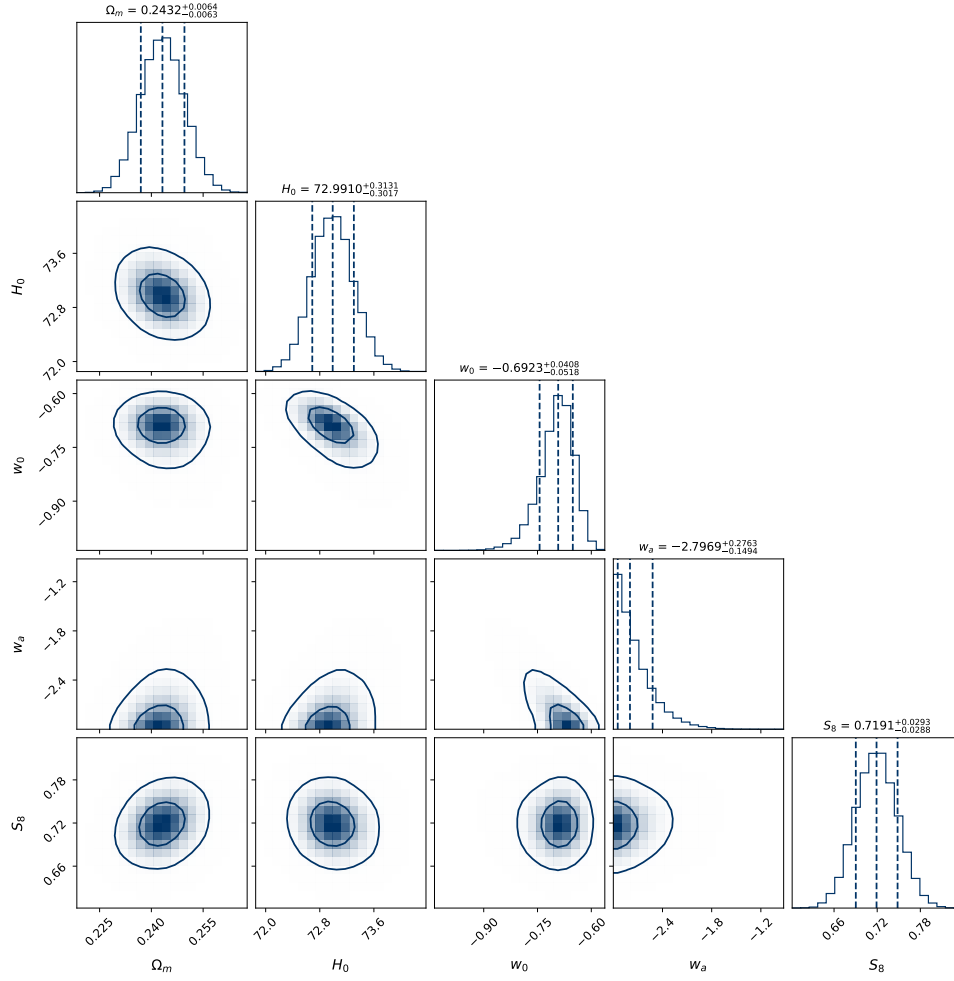 Ω_m = 0.2432^{+0.0064}_{−0.0063}
H_0 = 72.9910^{+0.3131}_{−0.3017}
73.6
72.8
72.0
H_0
w_0 = −0.6923^{+0.0408}_{−0.0518}
−0.60
−0.75
−0.90
w_0
w_a = −2.7969^{+0.2763}_{−0.1494}
−1.2
−1.8
−2.4
w_a
S_8 = 0.7191^{+0.0293}_{−0.0288}
0.78
0.72
0.66
S_8
0.225 0.240 0.255 72.0 72.8 73.6 −0.90 −0.75 −0.60 −2.4 −1.8 −1.2 0.66 0.72 0.78
Ω_m H_0 w_0 w_a S_8